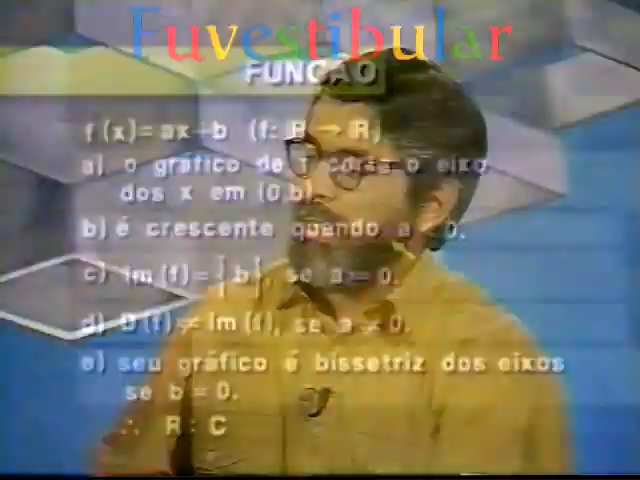 Fuvestibular
FUNÇÃO
f (x)= ax+b (f: R → R)
a) o gráfico de f corta o eixo
dos x em (0,b).
b) é crescente quando a 0.
c) Im (f) = { b }, se a = 0.
d) D (f) ≠ Im (f), se a ≠ 0.
e) seu gráfico é bissetriz dos eixos
se b = 0.
∴ R : C